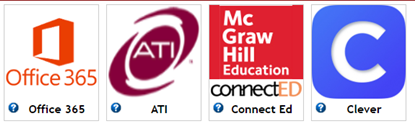 Office 365
ATI
Mc
Graw
Hill
Education
connectED
C
? Office 365
? ATI
? Connect Ed
? Clever